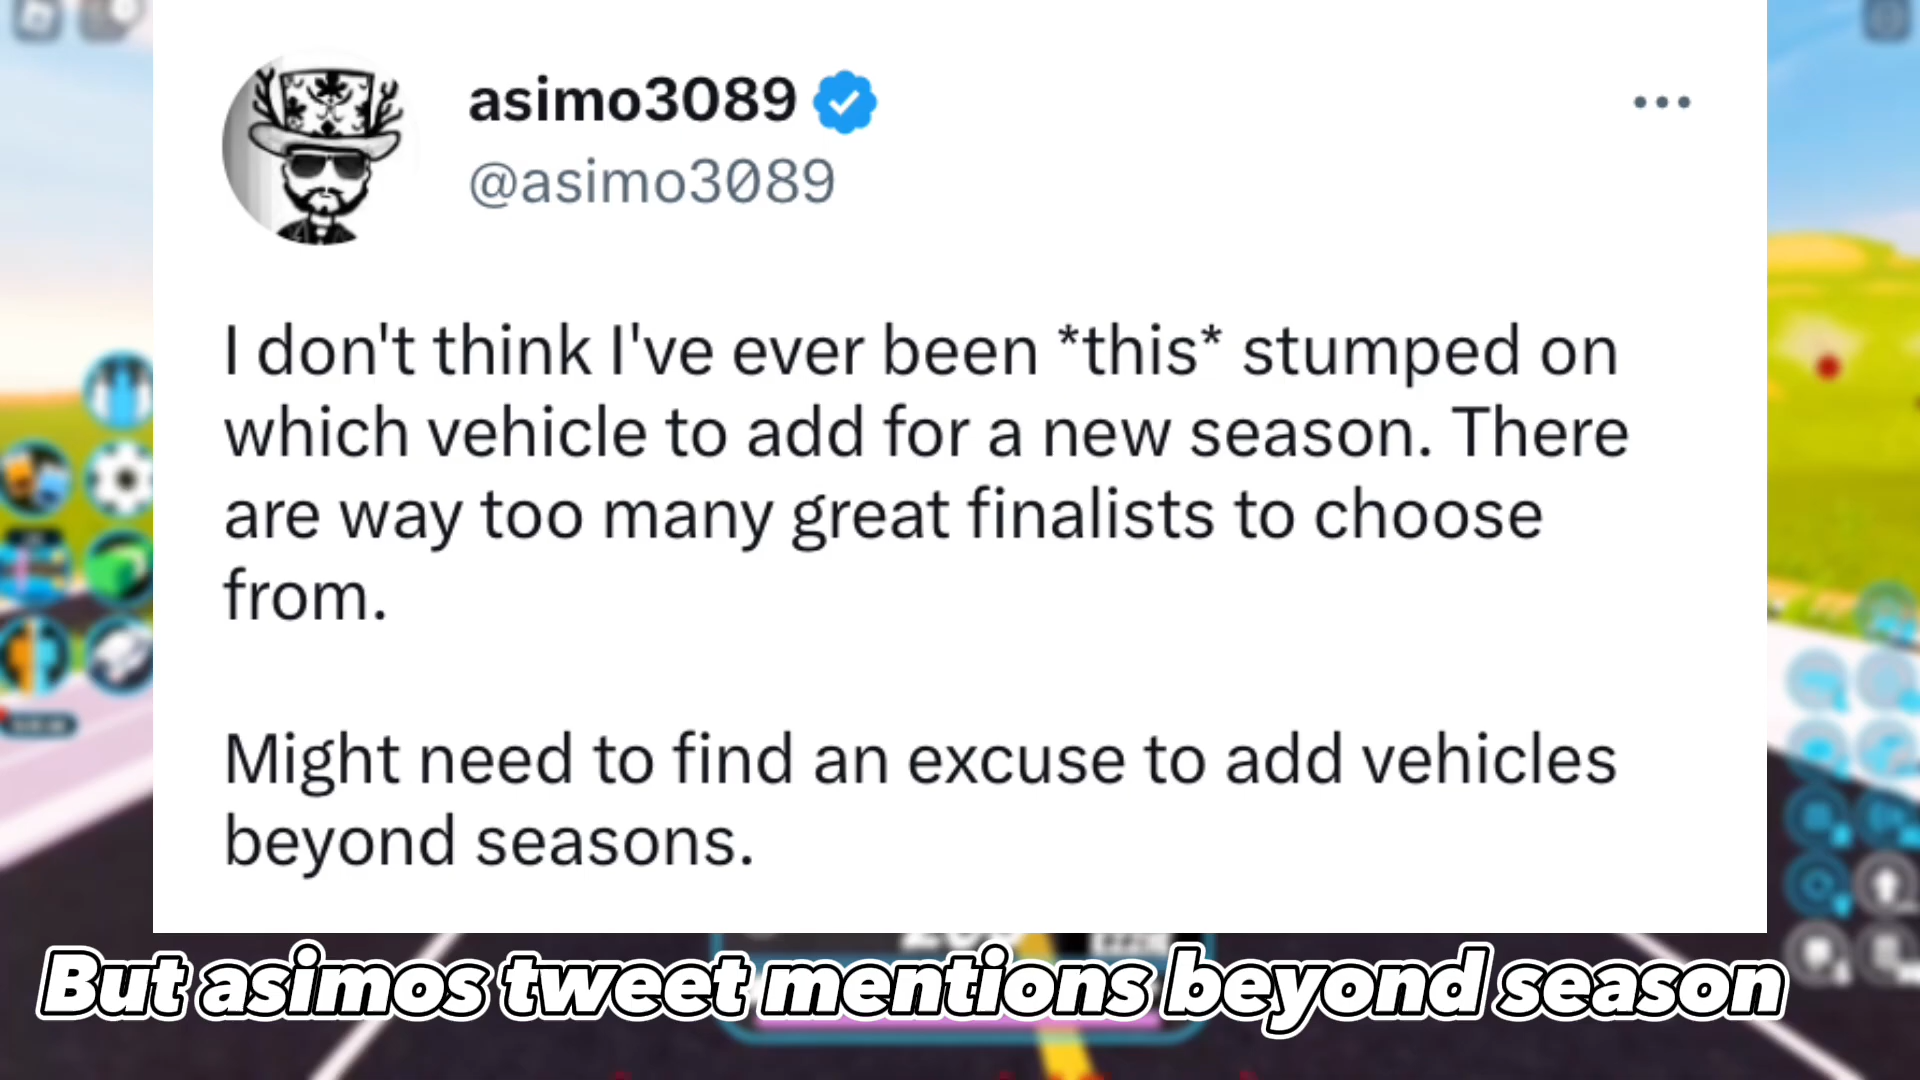 asimo3089
@asimo3089
I don't think I've ever been *this* stumped on
which vehicle to add for a new season. There
are way too many great finalists to choose
from.
Might need to find an excuse to add vehicles
beyond seasons.
But asimos tweet mentions beyond season